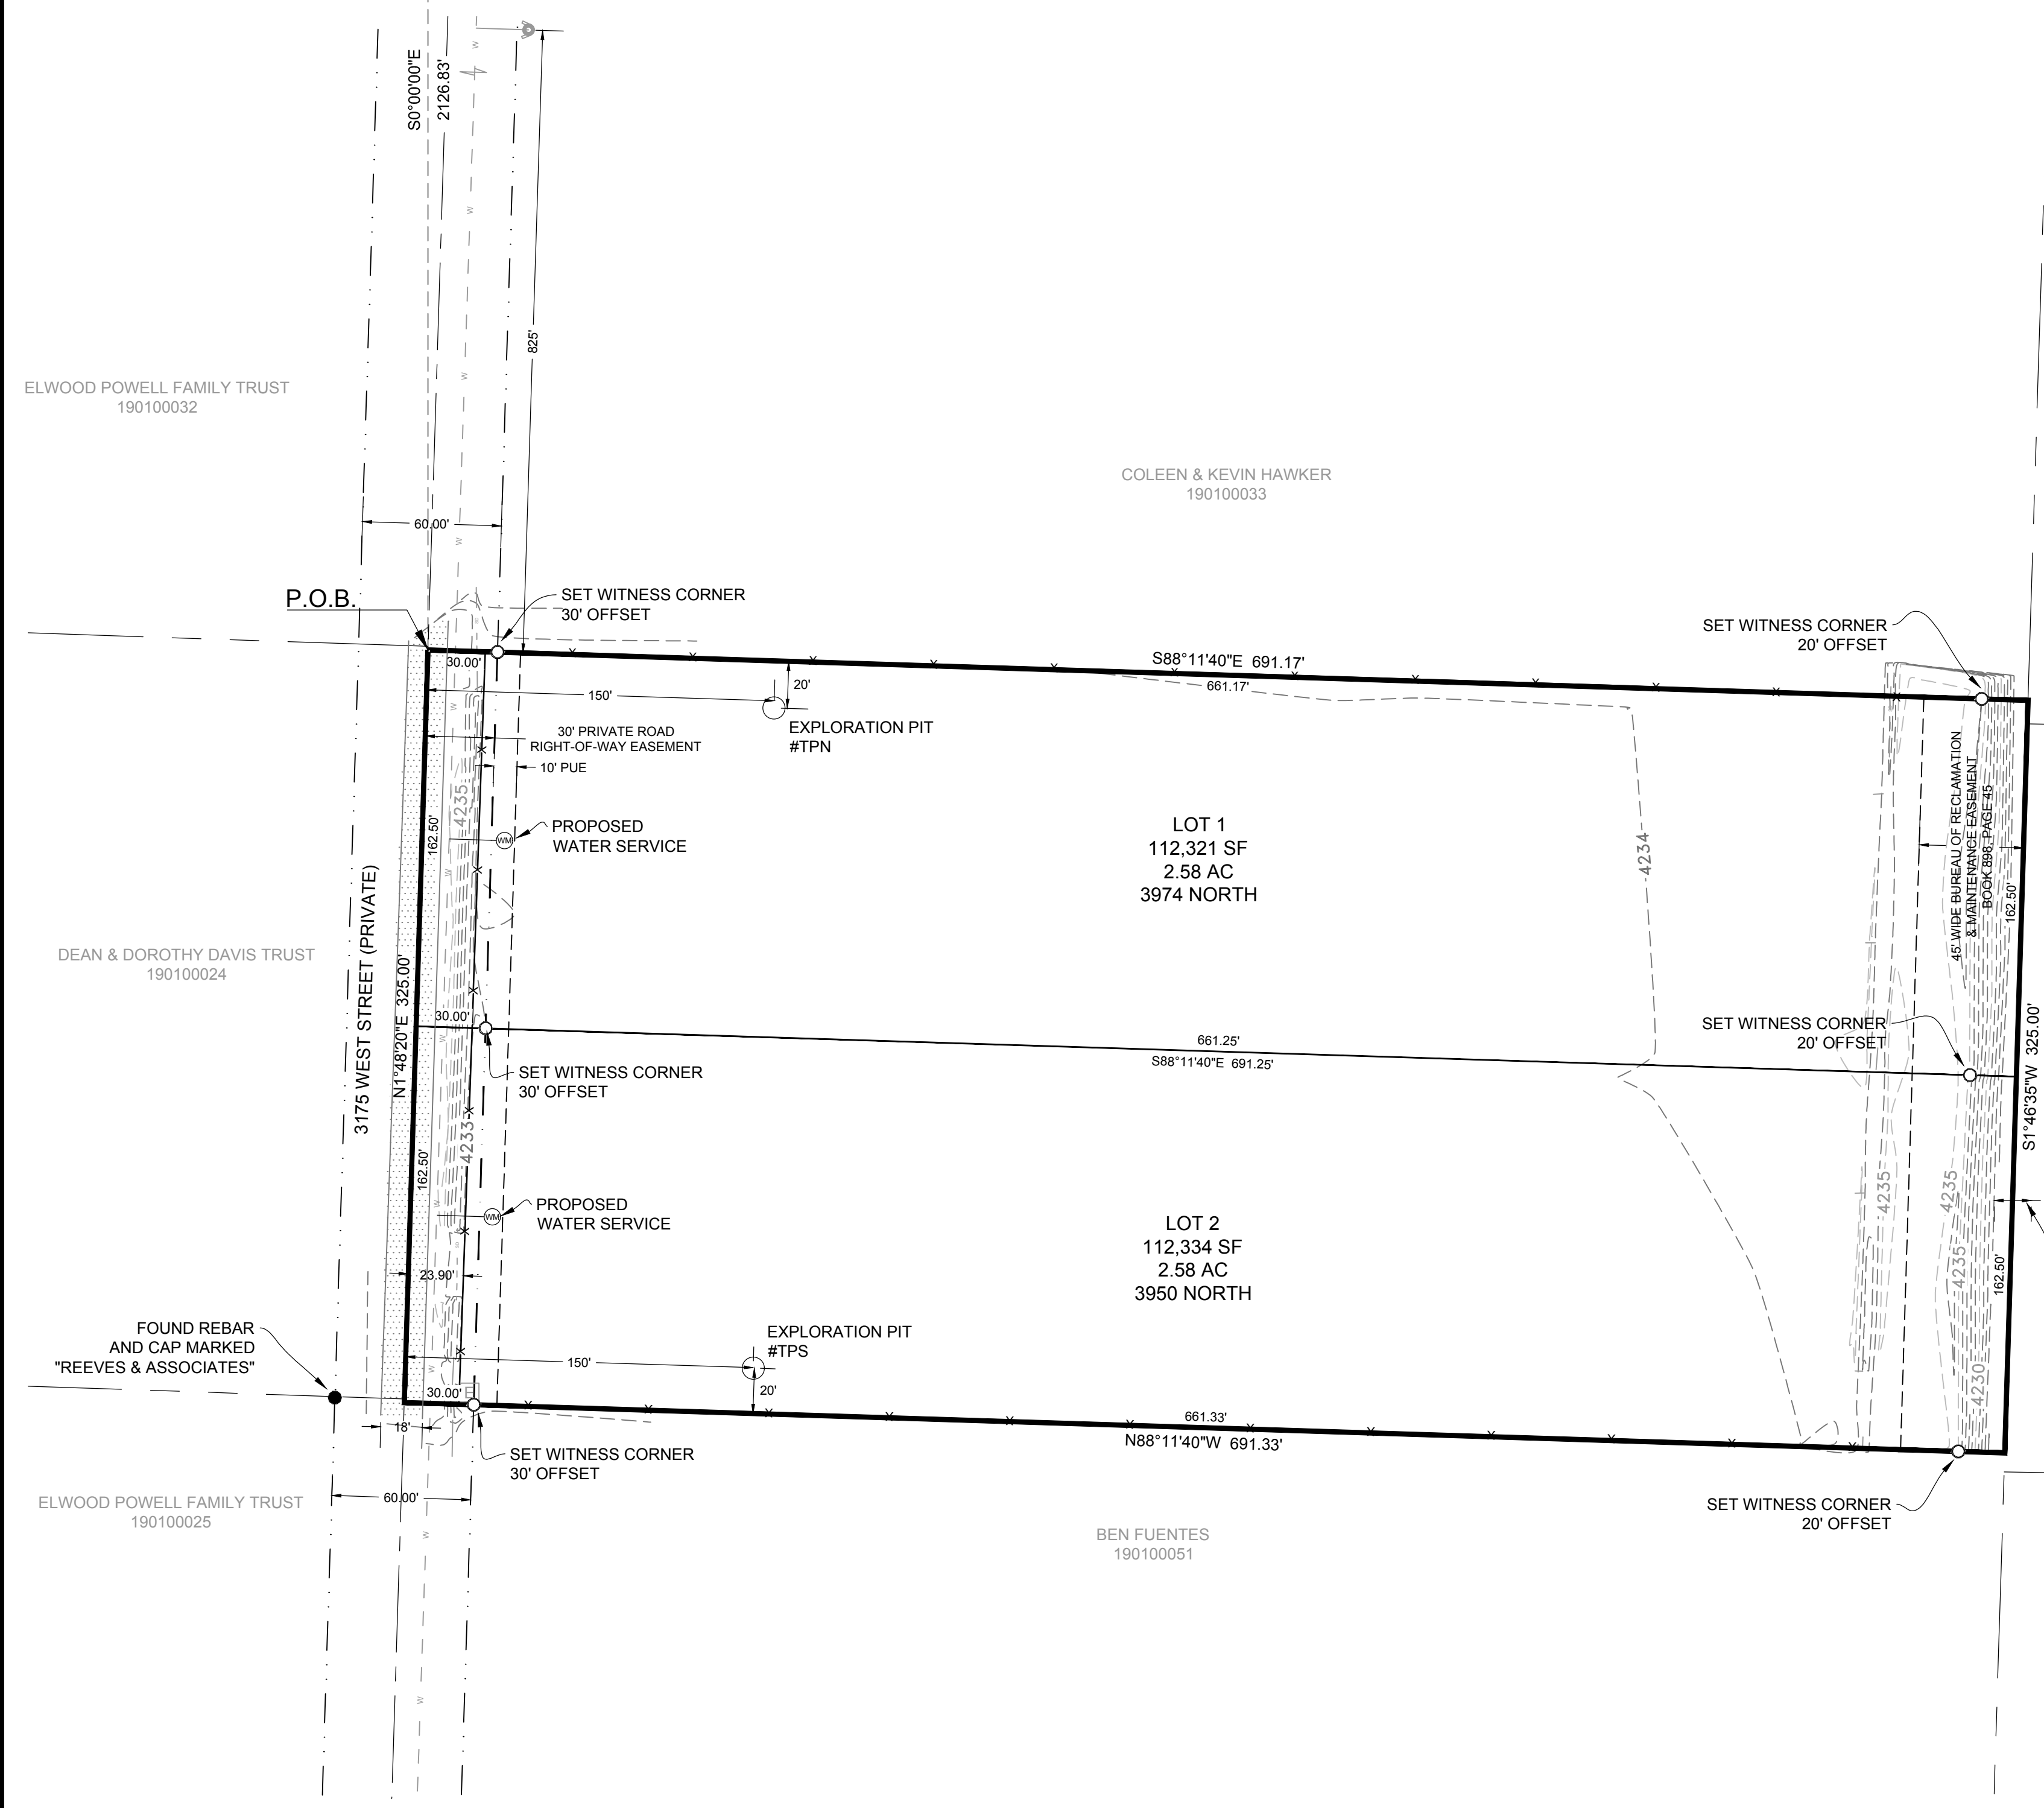 S0°00'00"E
2126.83'
W
W
825'
W
ELWOOD POWELL FAMILY TRUST
190100032
COLEEN & KEVIN HAWKER
190100033
60.00'
W
P.O.B.
SET WITNESS CORNER
30' OFFSET
SET WITNESS CORNER
20' OFFSET
30.00'
S88°11'40"E 691.17'
661.17'
150'
20'
W
EXPLORATION PIT
#TPN
30' PRIVATE ROAD
RIGHT-OF-WAY EASEMENT
10' PUE
45' WIDE BUREAU OF RECLAMATION
& MAINTENANCE EASEMENT
BOOK 898, PAGE 45
4235
162.50'
WM
PROPOSED
WATER SERVICE
LOT 1
112,321 SF
2.58 AC
3974 NORTH
4234
162.50'
W
DEAN & DOROTHY DAVIS TRUST
190100024
3175 WEST STREET (PRIVATE)
N1°48'20"E 325.00'
30.00'
W
661.25'
S88°11'40"E 691.25'
SET WITNESS CORNER
20' OFFSET
SET WITNESS CORNER
30' OFFSET
S1°46'35"W 325.00'
4233
162.50'
W
WM
PROPOSED
WATER SERVICE
LOT 2
112,334 SF
2.58 AC
3950 NORTH
4235
4235
4235
4230
162.50'
23.90'
FOUND REBAR
AND CAP MARKED
"REEVES & ASSOCIATES"
EXPLORATION PIT
#TPS
150'
20'
W
30.00'
661.33'
N88°11'40"W 691.33'
18'
SET WITNESS CORNER
30' OFFSET
60.00'
ELWOOD POWELL FAMILY TRUST
190100025
SET WITNESS CORNER
20' OFFSET
BEN FUENTES
190100051
W
W